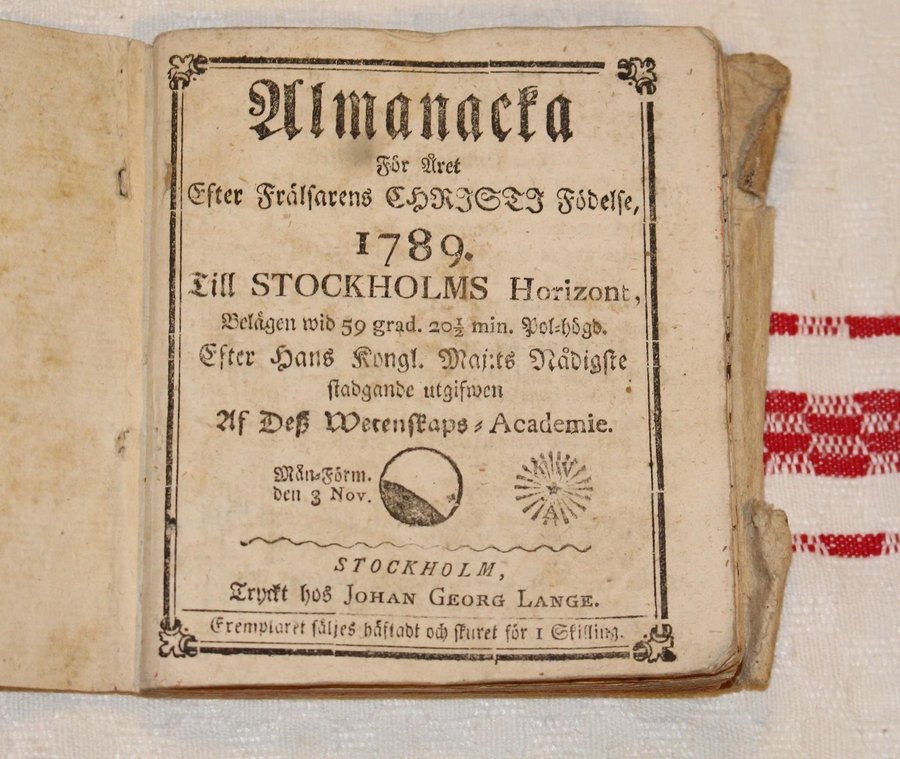 Almanacka
För Året
Efter Frälsarens CHRISTI Födelse,
1789.
Till STOCKHOLMS Horizont,
Belägen wid 59 grad. 20½ min. Pol-högd.
Efter Hans Kongl. Maj:ts Nådigste
stadgande utgifwen
Af Deß Wetenskaps-Academie.
Mån-Förm.
den 3 Nov.
K W
A
STOCKHOLM,
Tryckt hos JOHAN GEORG LANGE.
Exemplaret säljes häftadt och skuret för 1 Skilling.